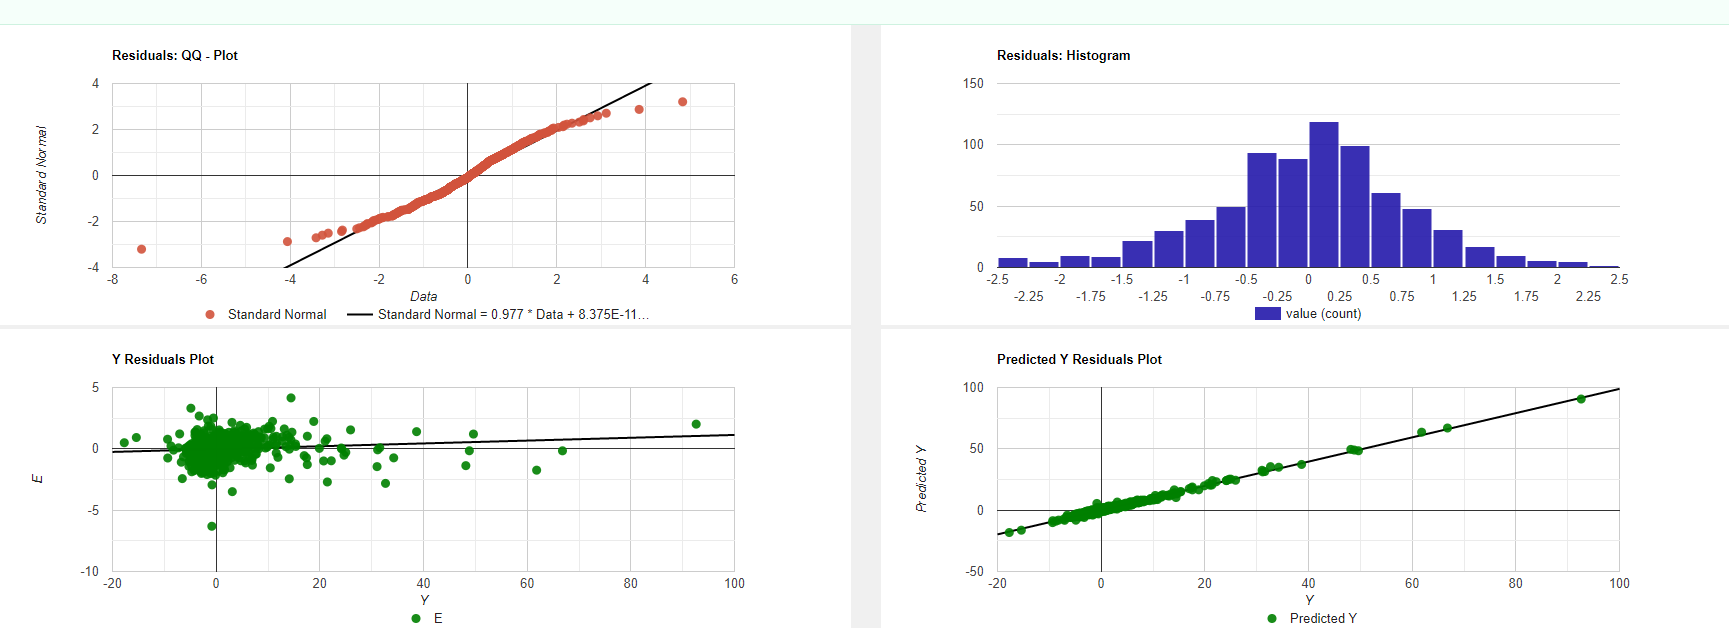 Residuals: QQ - Plot
4
2
0
-2
-4
Standard Normal
-8 -6 -4 -2 0 2 4 6
Data
Standard Normal Standard Normal = 0.977 * Data + 8.375E-11...
Residuals: Histogram
150
100
50
0
-2.5 -2 -1.5 -1 -0.5 0 0.5 1 1.5 2 2.5
-2.25 -1.75 -1.25 -0.75 -0.25 0.25 0.75 1.25 1.75 2.25
value (count)
Y Residuals Plot
5
0
-5
-10
E
-20 0 20 40 60 80 100
Y
E
Predicted Y Residuals Plot
100
50
0
-50
Predicted Y
-20 0 20 40 60 80 100
Y
Predicted Y